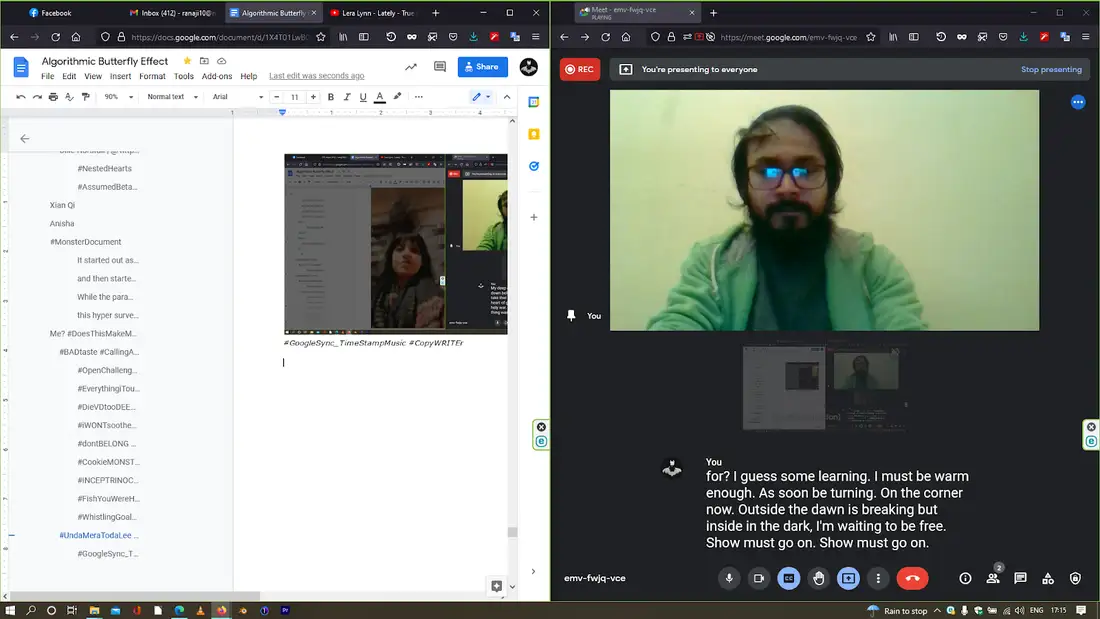 Facebook
Inbox (412) - ranaji10@
Algorithmic Butterfly
Lera Lynn - Lately - True
https://docs.google.com/document/d/1X4T01LwB
Algorithmic Butterfly Effect
File Edit View Insert Format Tools Add-ons Help Last edit was seconds ago
Share
90% Normal text Arial 11 B I U A
#NestedHearts
#AssumedBeta...
Xian Qi
Anisha
#MonsterDocument
It started out as...
and then starte...
While the para...
this hyper surve...
Me? #DoesThisMakeM...
#BADtaste #CallingA...
#OpenChalleng...
#EverythingiTou...
#DieVDtooDEE...
#iWONTsoothe...
#dontBELONG ...
#CookieMONST...
#iNCEPTRINOC...
#FishYouWereH...
#WhistlingGoal...
#UndaMeraTodaLee ...
#GoogleSync_T...
#GoogleSync_TimeStampMusic #CopyWRITEr
Meet - emv-fwjq-vce
PLAYING
https://meet.google.com/emv-fwjq-vce
REC
You're presenting to everyone
Stop presenting
You
You
for? I guess some learning. I must be warm
enough. As soon be turning. On the corner
now. Outside the dawn is breaking but
inside in the dark, I'm waiting to be free.
Show must go on. Show must go on.
emv-fwjq-vce
CC
2
Rain to stop
ENG
17:15